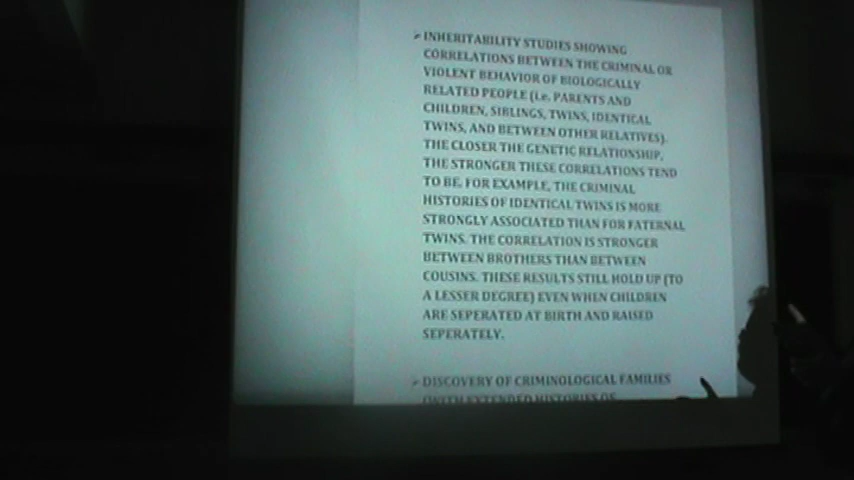 ➢ INHERITABILITY STUDIES SHOWING
CORRELATIONS BETWEEN THE CRIMINAL OR
VIOLENT BEHAVIOR OF BIOLOGICALLY
RELATED PEOPLE (i.e. PARENTS AND
CHILDREN, SIBLINGS, TWINS, IDENTICAL
TWINS, AND BETWEEN OTHER RELATIVES).
THE CLOSER THE GENETIC RELATIONSHIP,
THE STRONGER THESE CORRELATIONS TEND
TO BE. FOR EXAMPLE, THE CRIMINAL
HISTORIES OF IDENTICAL TWINS IS MORE
STRONGLY ASSOCIATED THAN FOR FATERNAL
TWINS. THE CORRELATION IS STRONGER
BETWEEN BROTHERS THAN BETWEEN
COUSINS. THESE RESULTS STILL HOLD UP (TO
A LESSER DEGREE) EVEN WHEN CHILDREN
ARE SEPERATED AT BIRTH AND RAISED
SEPERATELY.
➢ DISCOVERY OF CRIMINOLOGICAL FAMILIES
(WITH EXTENDED HISTORIES OF